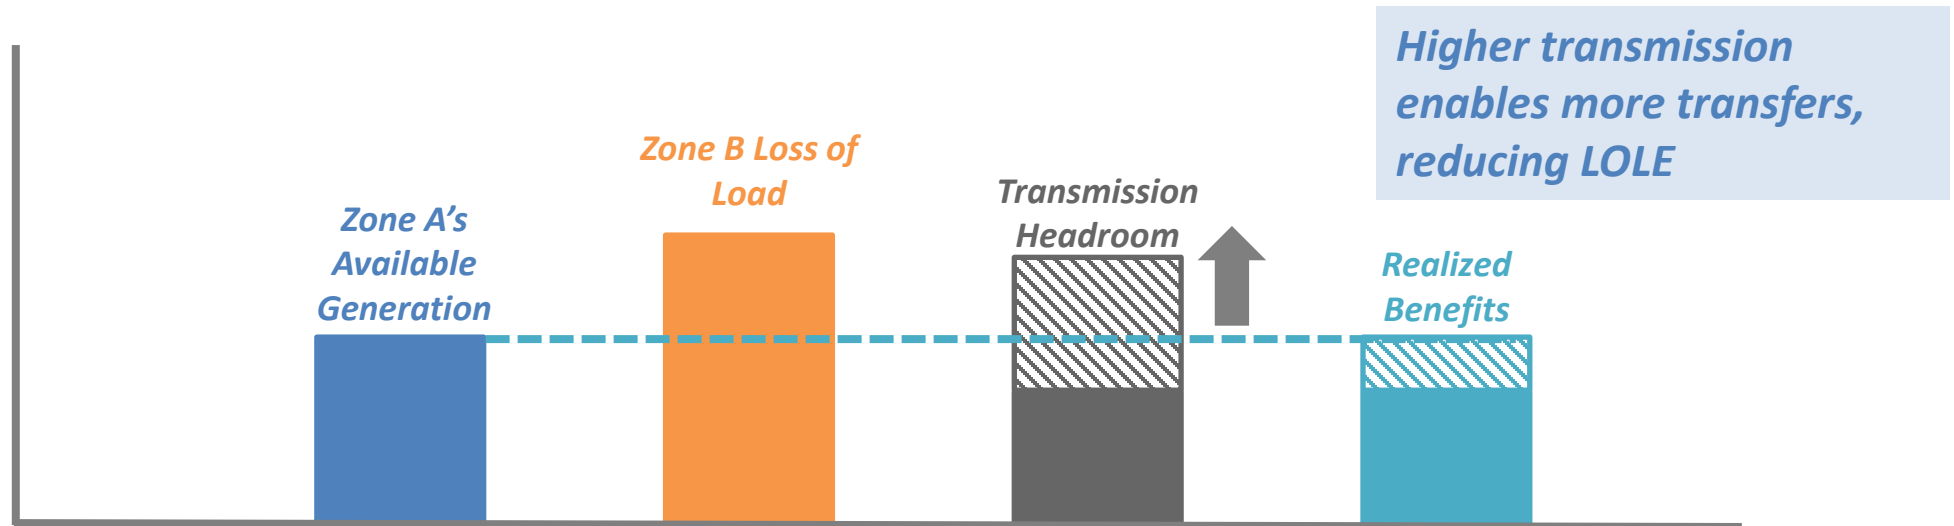 Higher transmission
enables more transfers,
reducing LOLE
Zone B Loss of
Load
Transmission
Headroom
Zone A’s
Available
Generation
Realized
Benefits